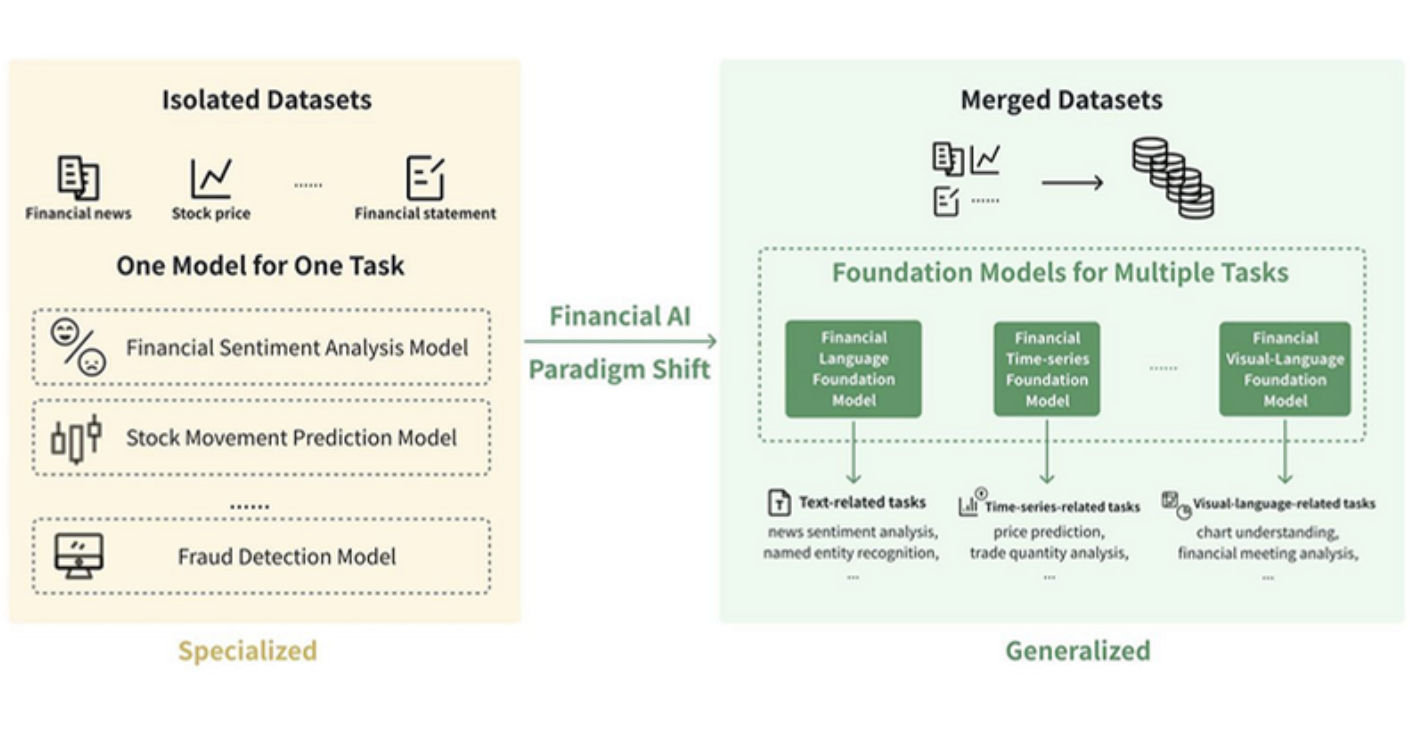 Isolated Datasets
Financial news
Stock price
......
Financial statement
One Model for One Task
Financial Sentiment Analysis Model
Stock Movement Prediction Model
......
Fraud Detection Model
Specialized
Financial AI
Paradigm Shift
Merged Datasets
......
Foundation Models for Multiple Tasks
Financial
Language
Foundation
Model
Financial
Time-series
Foundation
Model
......
Financial
Visual-Language
Foundation
Model
T
Text-related tasks
news sentiment analysis,
named entity recognition,
...
Time-series-related tasks
price prediction,
trade quantity analysis,
...
Visual-language-related tasks
chart understanding,
financial meeting analysis,
...
Generalized